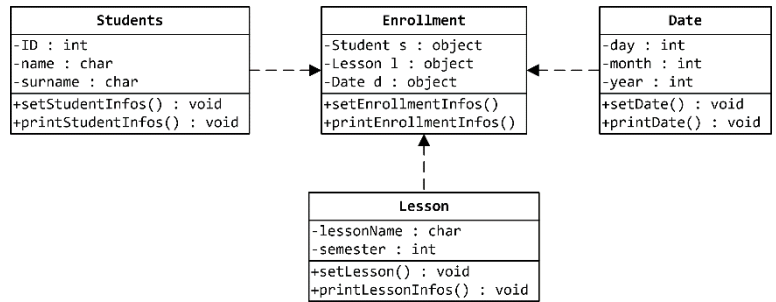 Students
-ID : int
-name : char
-surname : char
+setStudentInfos() : void
+printStudentInfos() : void
Enrollment
-Student s : object
-Lesson l : object
-Date d : object
+setEnrollmentInfos()
+printEnrollmentInfos()
Date
-day : int
-month : int
-year : int
+setDate() : void
+printDate() : void
Lesson
-lessonName : char
-semester : int
+setLesson() : void
+printLessonInfos() : void